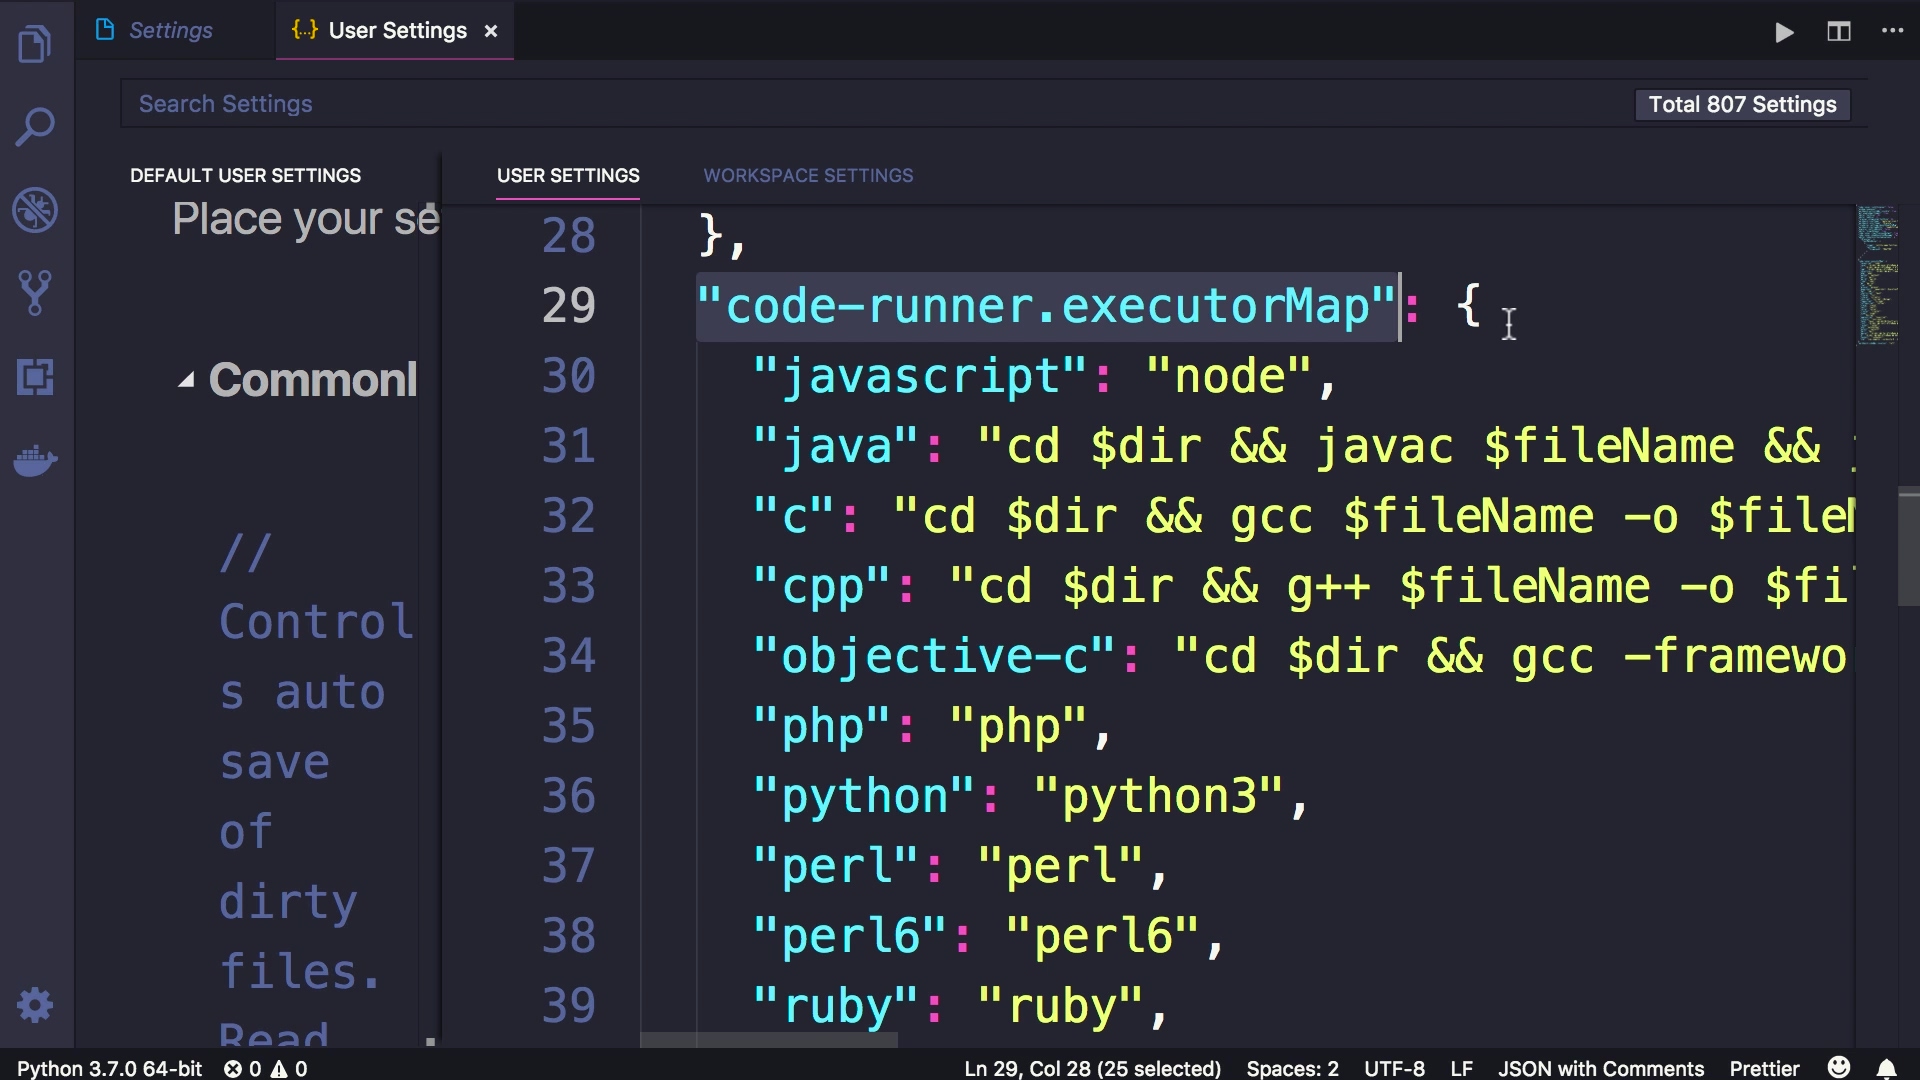 Settings
{..} User Settings ×
Search Settings
Total 807 Settings
DEFAULT USER SETTINGS
USER SETTINGS
WORKSPACE SETTINGS
Place your se
Commonl
//
Control
s auto
save
of
dirty
files.
Read
28 },
29 "code-runner.executorMap": {
30 "javascript": "node",
31 "java": "cd $dir && javac $fileName &&
32 "c": "cd $dir && gcc $fileName -o $fileN
33 "cpp": "cd $dir && g++ $fileName -o $fi
34 "objective-c": "cd $dir && gcc -framewo
35 "php": "php",
36 "python": "python3",
37 "perl": "perl",
38 "perl6": "perl6",
39 "ruby": "ruby",
Python 3.7.0 64-bit 0 0 Ln 29, Col 28 (25 selected) Spaces: 2 UTF-8 LF JSON with Comments Prettier